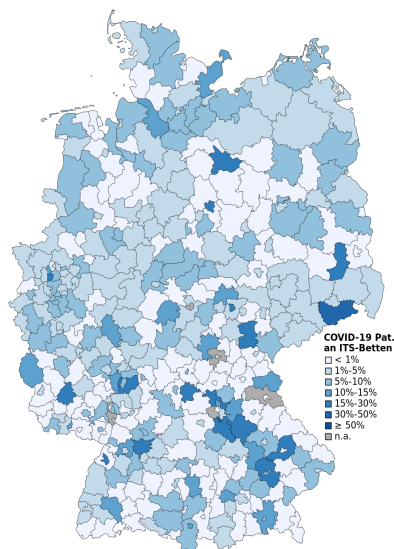 COVID-19 Pat.
an ITS-Betten
< 1%
1%-5%
5%-10%
10%-15%
15%-30%
30%-50%
≥ 50%
n.a.